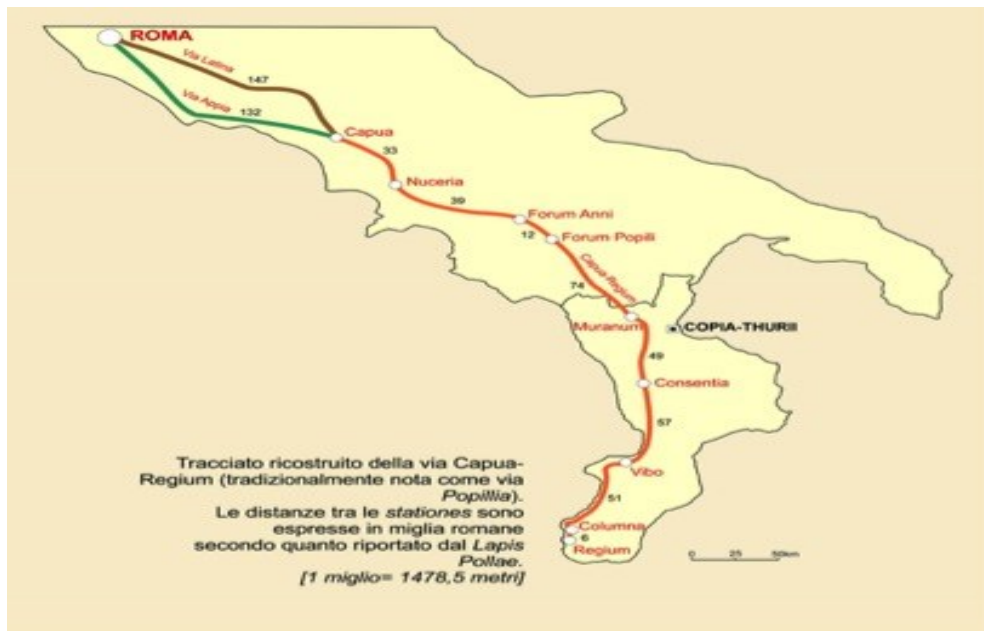 ROMA
Via Latina
147
Via Appia
132
Capua
33
Nuceria
39
Forum Anni
12
Forum Popili
Capua-Regium
74
Muranum
COPIA-THURII
49
Consentia
57
Vibo
51
Columna
6
Regium
Tracciato ricostruito della via Capua-
Regium (tradizionalmente nota come via
Popillia).
Le distanze tra le stationes sono
espresse in miglia romane
secondo quanto riportato dal Lapis
Pollae.
[1 miglio= 1478,5 metri]
0 25 50km